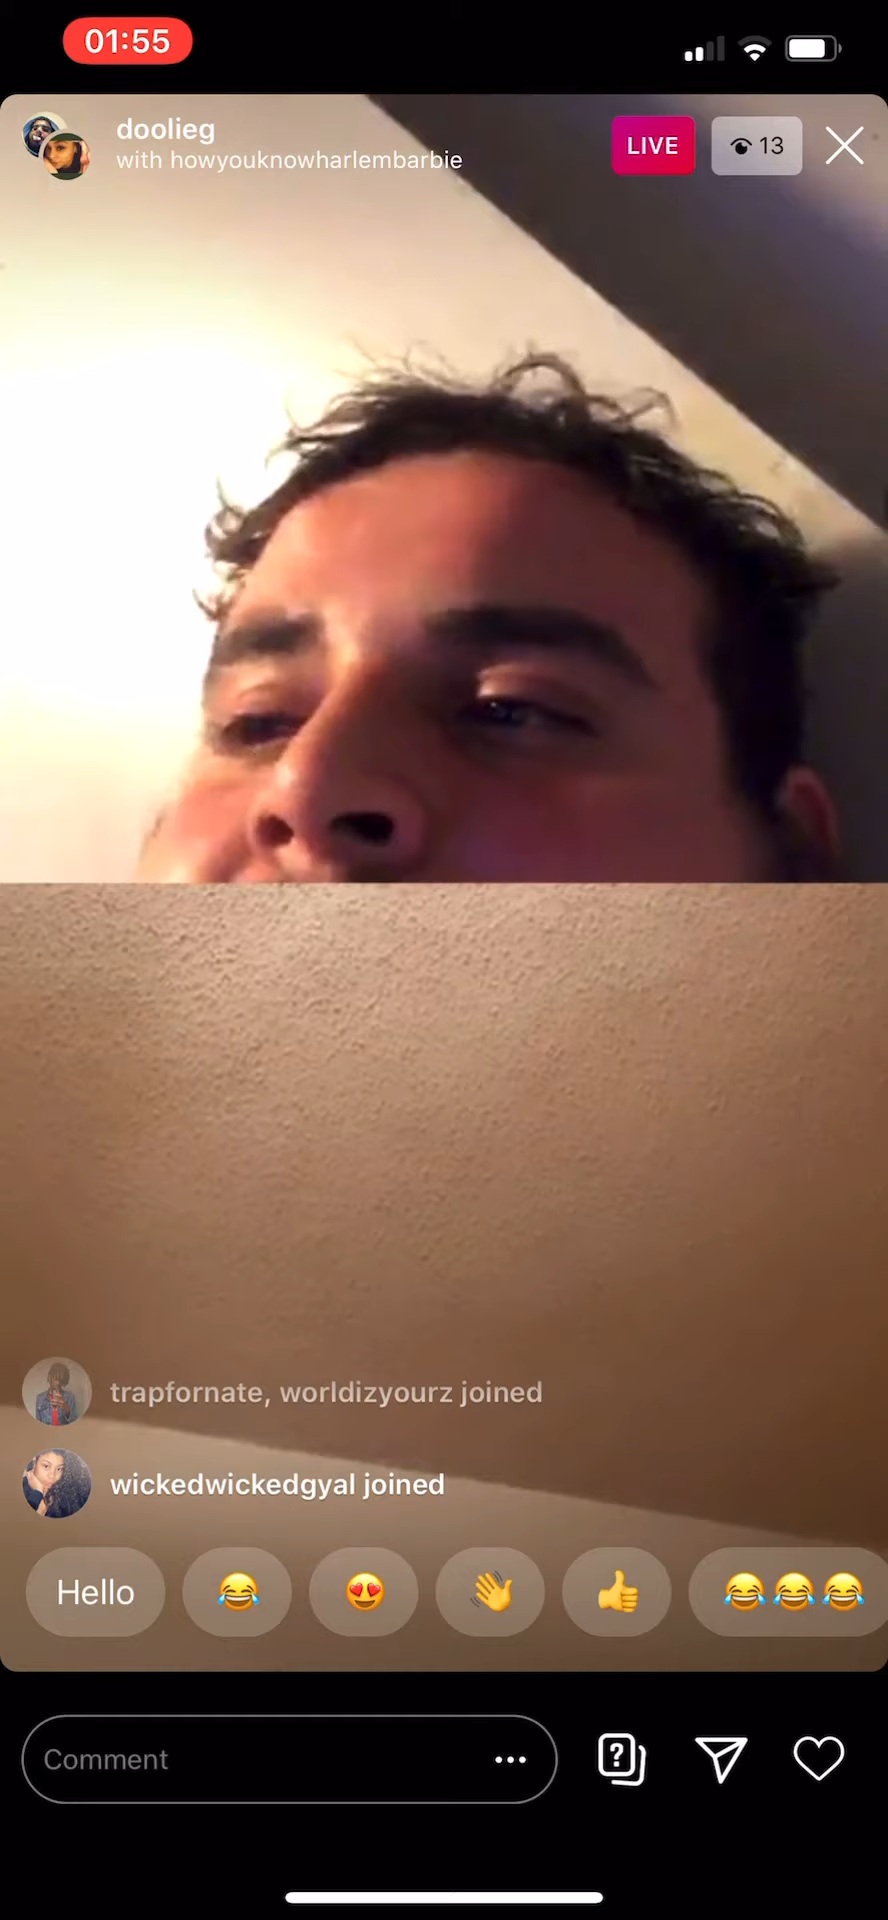 01:55
doolieg
with howyouknowharlembarbie
LIVE
13
trapfornate, worldizyourz joined
wickedwickedgyal joined
Hello
Comment